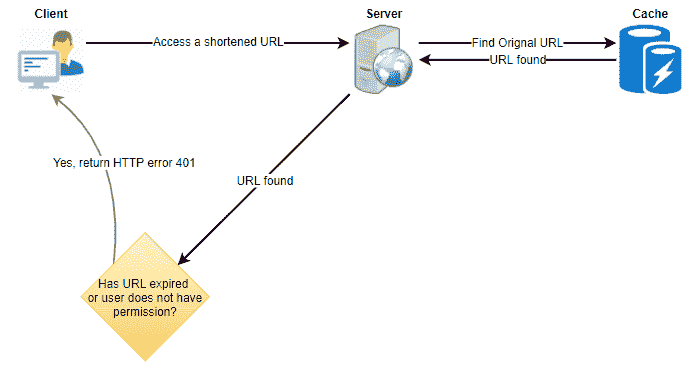 Client
Server
Cache
Access a shortened URL
Find Orignal URL
URL found
Yes, return HTTP error 401
URL found
Has URL expired
or user does not have
permission?